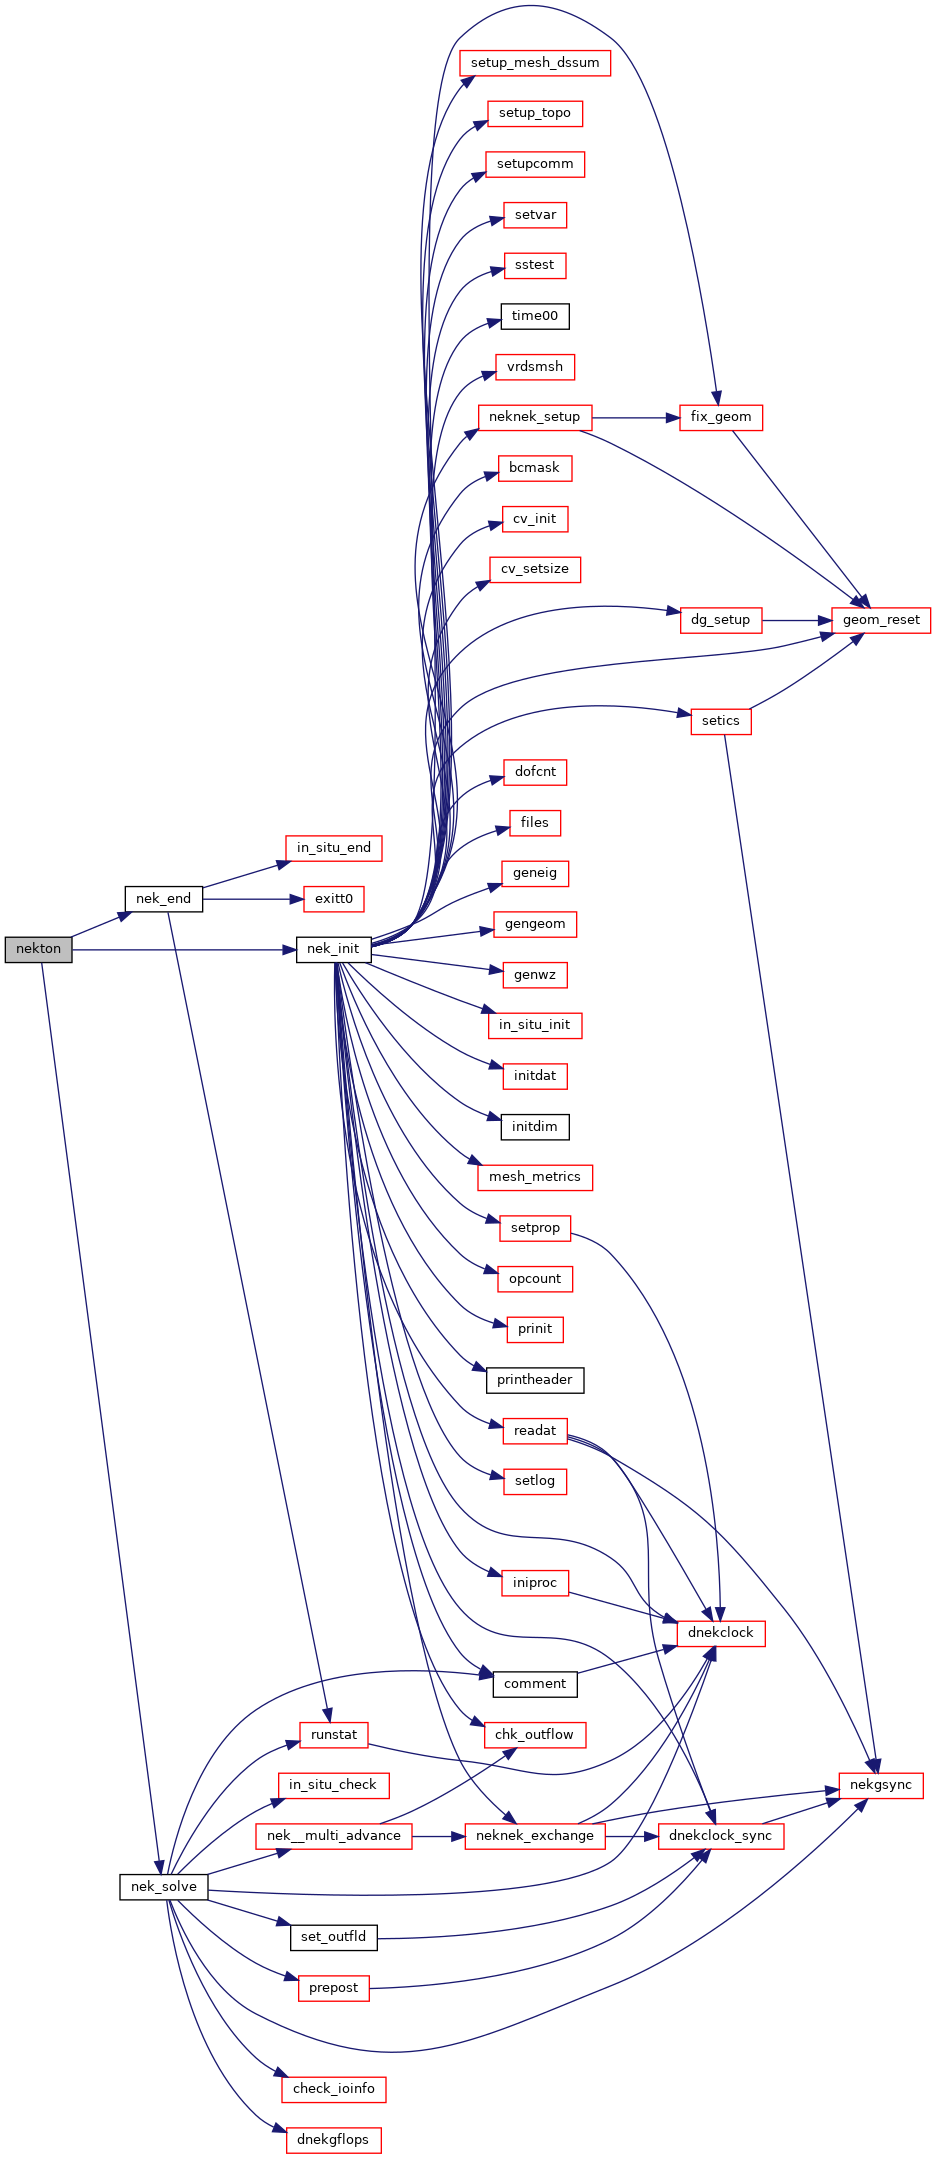 setup_mesh_dssum
setup_topo
setupcomm
setvar
sstest
time00
vrdsmsh
neknek_setup
fix_geom
bcmask
cv_init
cv_setsize
dg_setup
geom_reset
setics
dofcnt
files
in_situ_end
geneig
nek_end
exitt0
gengeom
nekton
nek_init
genwz
in_situ_init
initdat
initdim
mesh_metrics
setprop
opcount
prinit
printheader
readat
setlog
iniproc
dnekclock
comment
runstat
chk_outflow
in_situ_check
nekgsync
nek__multi_advance
neknek_exchange
dnekclock_sync
nek_solve
set_outfld
prepost
check_ioinfo
dnekgflops